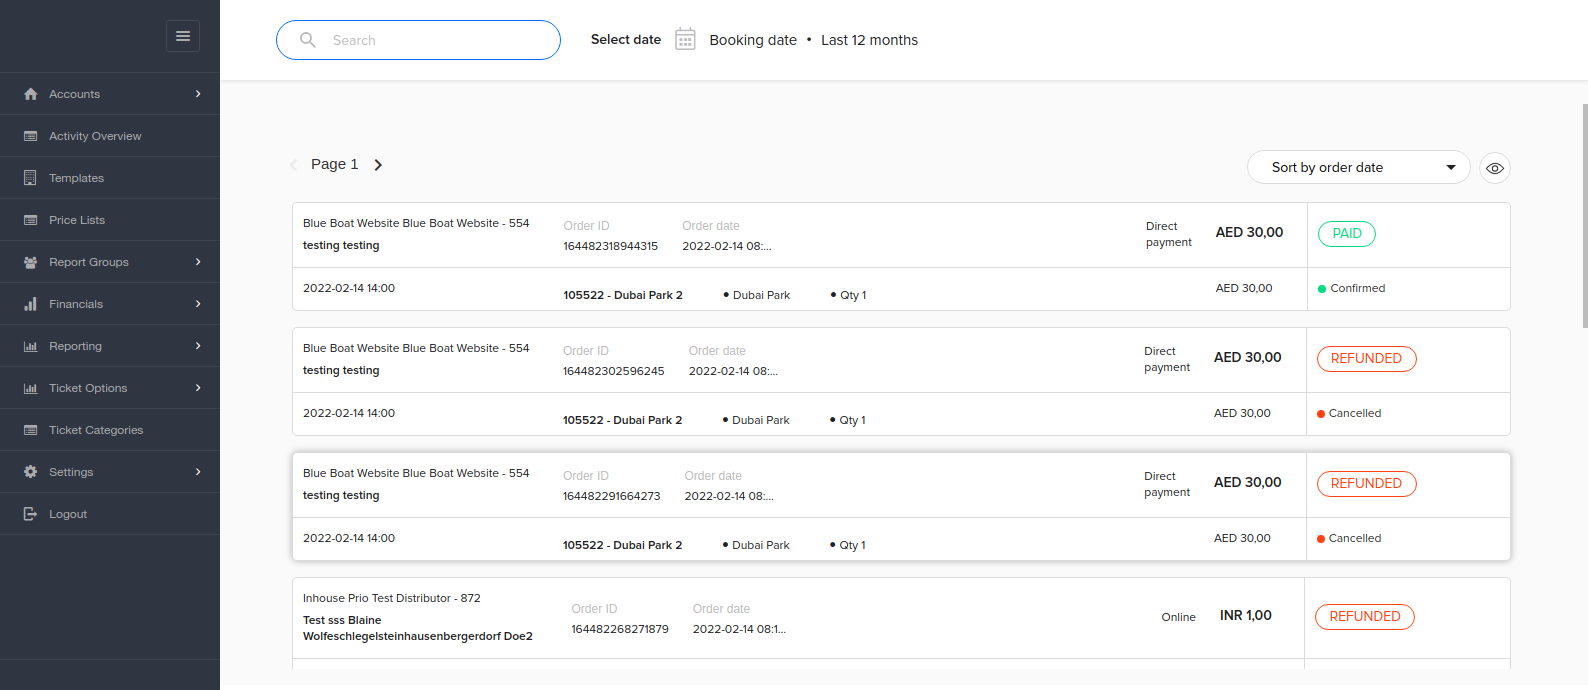 Search
Select date
Booking date • Last 12 months
Accounts
Activity Overview
Templates
Price Lists
Report Groups
Financials
Reporting
Ticket Options
Ticket Categories
Settings
Logout
Page 1
Sort by order date
Blue Boat Website Blue Boat Website - 554
testing testing
Order ID
164482318944315
Order date
2022-02-14 08:...
Direct
payment
AED 30,00
PAID
2022-02-14 14:00
105522 - Dubai Park 2
• Dubai Park
• Qty 1
AED 30,00
Confirmed
Blue Boat Website Blue Boat Website - 554
testing testing
Order ID
164482302596245
Order date
2022-02-14 08:...
Direct
payment
AED 30,00
REFUNDED
2022-02-14 14:00
105522 - Dubai Park 2
• Dubai Park
• Qty 1
AED 30,00
Cancelled
Blue Boat Website Blue Boat Website - 554
testing testing
Order ID
164482291664273
Order date
2022-02-14 08:...
Direct
payment
AED 30,00
REFUNDED
2022-02-14 14:00
105522 - Dubai Park 2
• Dubai Park
• Qty 1
AED 30,00
Cancelled
Inhouse Prio Test Distributor - 872
Test sss Blaine
Wolfeschlegelsteinhausenbergerdorf Doe2
Order ID
164482268271879
Order date
2022-02-14 08:1...
Online
INR 1,00
REFUNDED